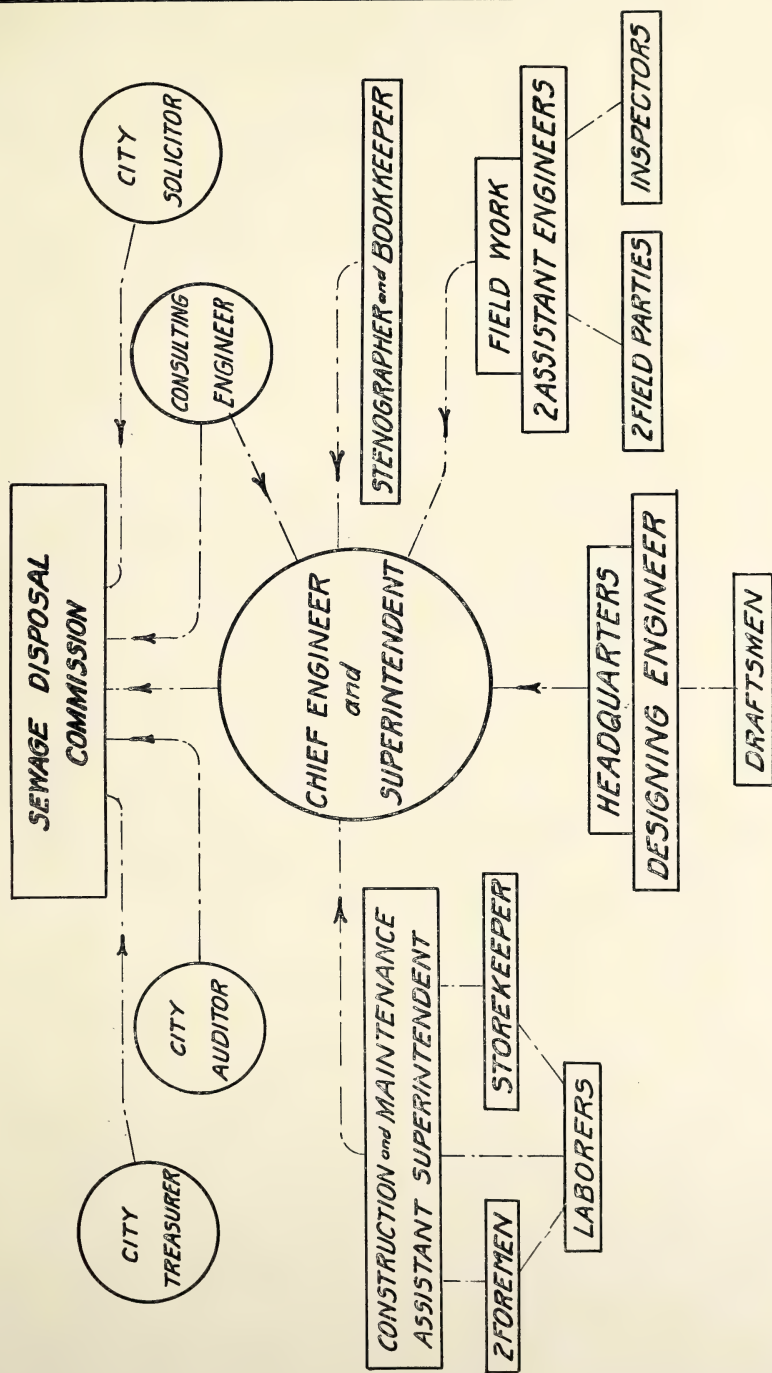 SEWAGE DISPOSAL
COMMISSION
CITY
TREASURER
CITY
AUDITOR
CONSULTING
ENGINEER
CITY
SOLICITOR
CHIEF ENGINEER
and
SUPERINTENDENT
CONSTRUCTION and MAINTENANCE
ASSISTANT SUPERINTENDENT
2 FOREMEN
STOREKEEPER
LABORERS
HEADQUARTERS
DESIGNING ENGINEER
DRAFTSMEN
STENOGRAPHER and BOOKKEEPER
FIELD WORK
2 ASSISTANT ENGINEERS
2 FIELD PARTIES
INSPECTORS